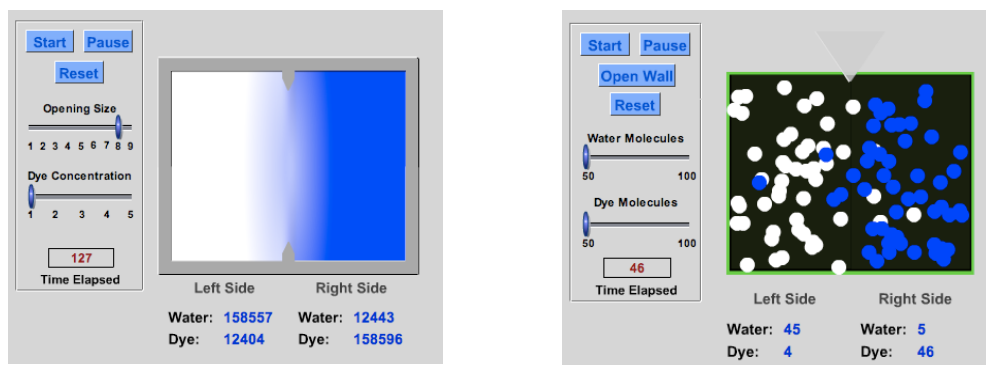 Start Pause
Reset
Opening Size
1 2 3 4 5 6 7 8 9
Dye Concentration
1 2 3 4 5
127
Time Elapsed
Left Side Right Side
Water: 158557 Water: 12443
Dye: 12404 Dye: 158596
Start Pause
Open Wall
Reset
Water Molecules
50 100
Dye Molecules
50 100
46
Time Elapsed
Left Side Right Side
Water: 45 Water: 5
Dye: 4 Dye: 46